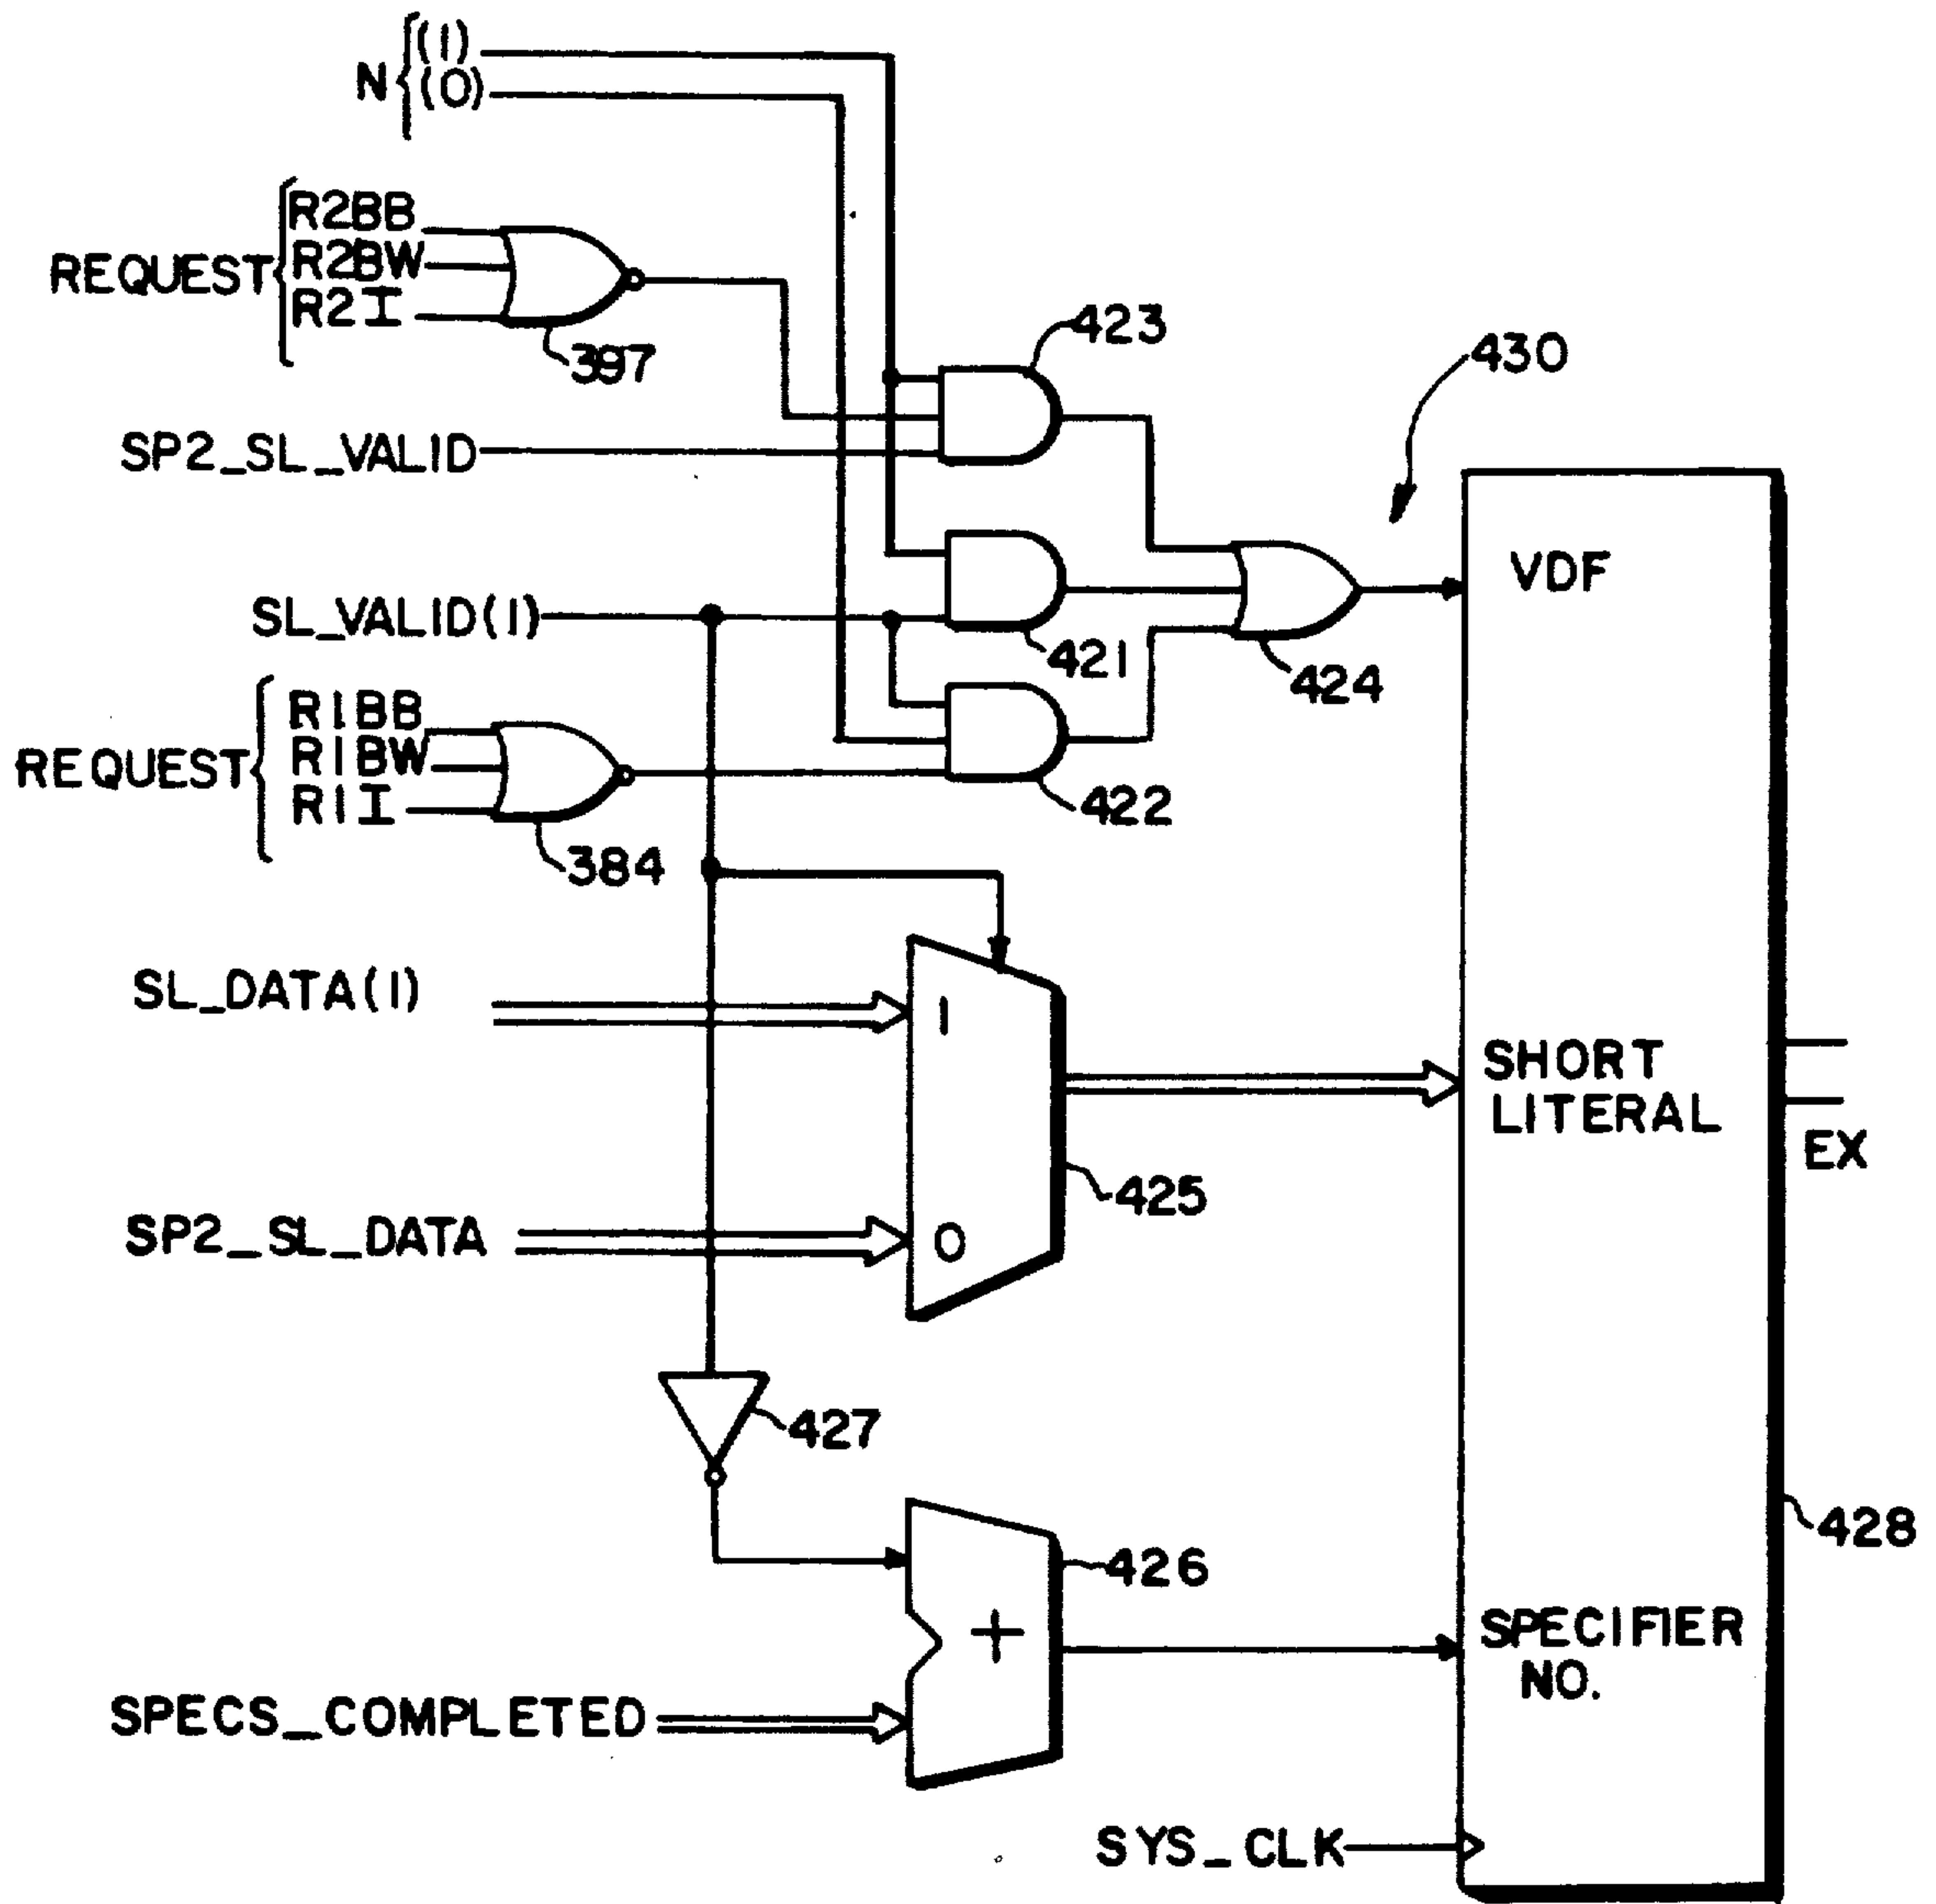 N { (1)
(0)
REQUEST { R2BB
R2BW
R2I
397
423
430
SP2_SL_VALID
VDF
SL_VALID(1)
421
424
REQUEST { R1BB
R1BW
R1I
422
384
SL_DATA(1)
1
SHORT
LITERAL
EX
425
SP2_SL_DATA
0
427
428
426
+
SPECIFIER
NO.
SPECS_COMPLETED
SYS_CLK